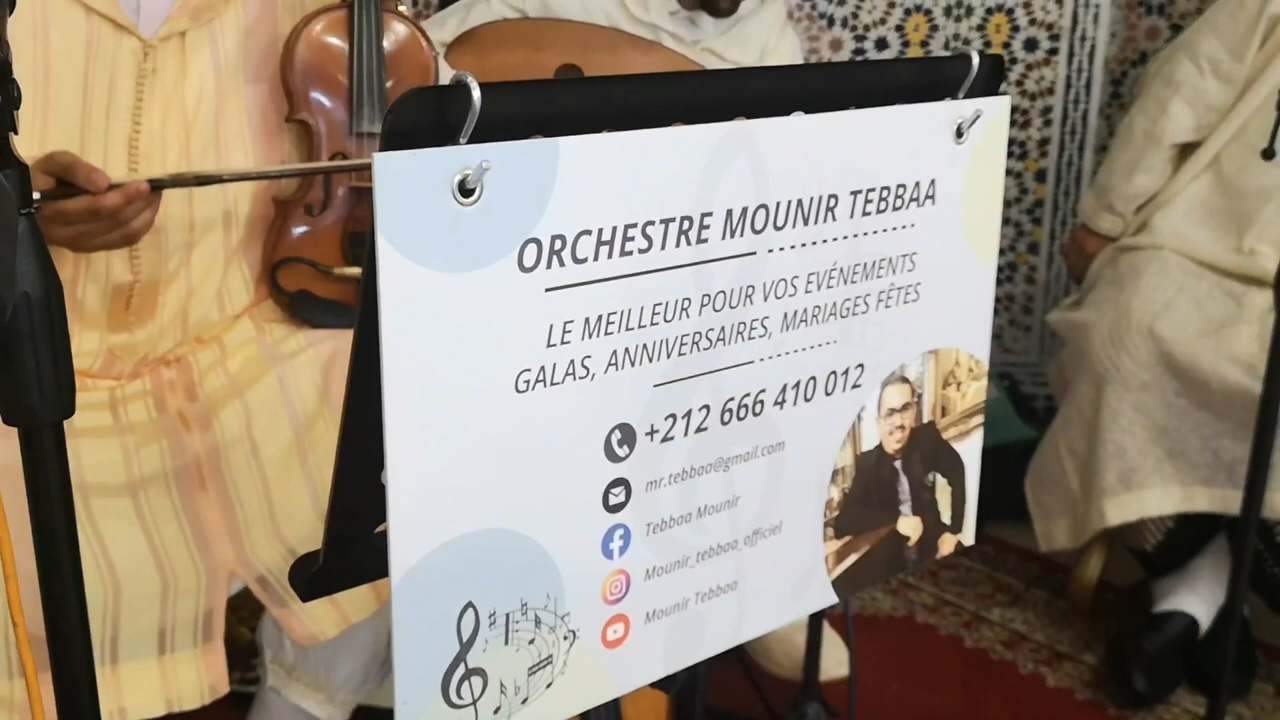 ORCHESTRE MOUNIR TEBBAA
LE MEILLEUR POUR VOS EVÉNEMENTS
GALAS, ANNIVERSAIRES, MARIAGES FÊTES
+212 666 410 012
mr.tebbaa@gmail.com
Tebbaa Mounir
Mounir_tebbaa_officiel
Mounir Tebbaa